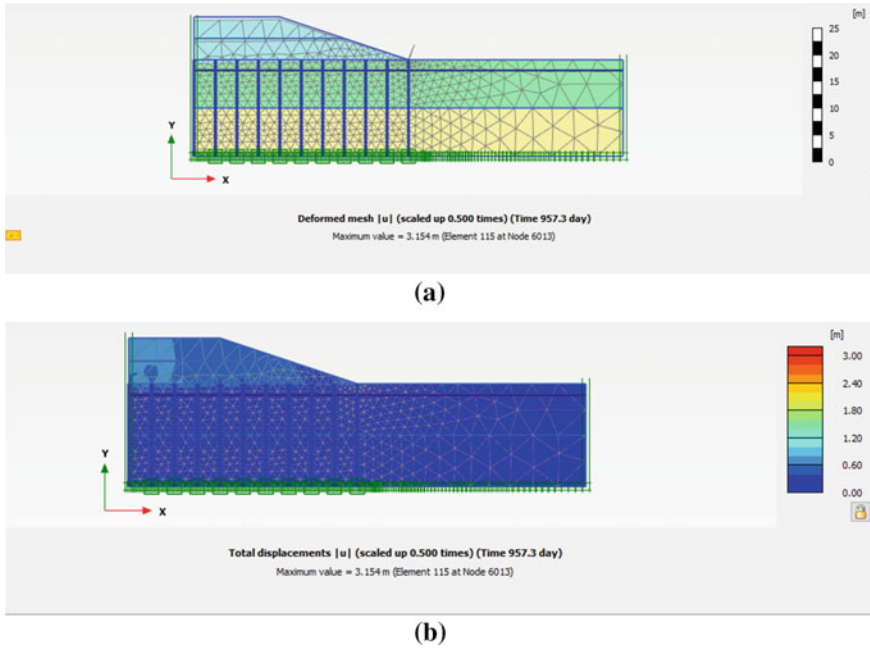 [m]
25
20
15
10
5
0
Y
X
Deformed mesh |u| (scaled up 0.500 times) (Time 957.3 day)
Maximum value = 3.154 m (Element 115 at Node 6013)
(a)
[m]
3.00
2.40
1.80
1.20
0.60
0.00
Y
X
Total displacements |u| (scaled up 0.500 times) (Time 957.3 day)
Maximum value = 3.154 m (Element 115 at Node 6013)
(b)